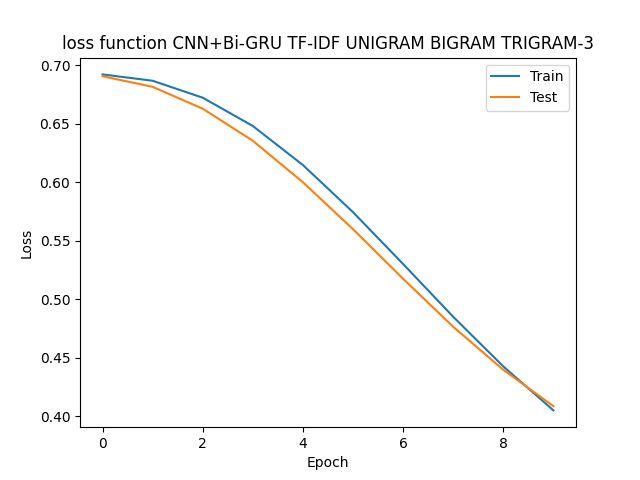 loss function CNN+Bi-GRU TF-IDF UNIGRAM BIGRAM TRIGRAM-3
Train
Test
0.70
0.65
0.60
0.55
0.50
0.45
0.40
Loss
0 2 4 6 8
Epoch